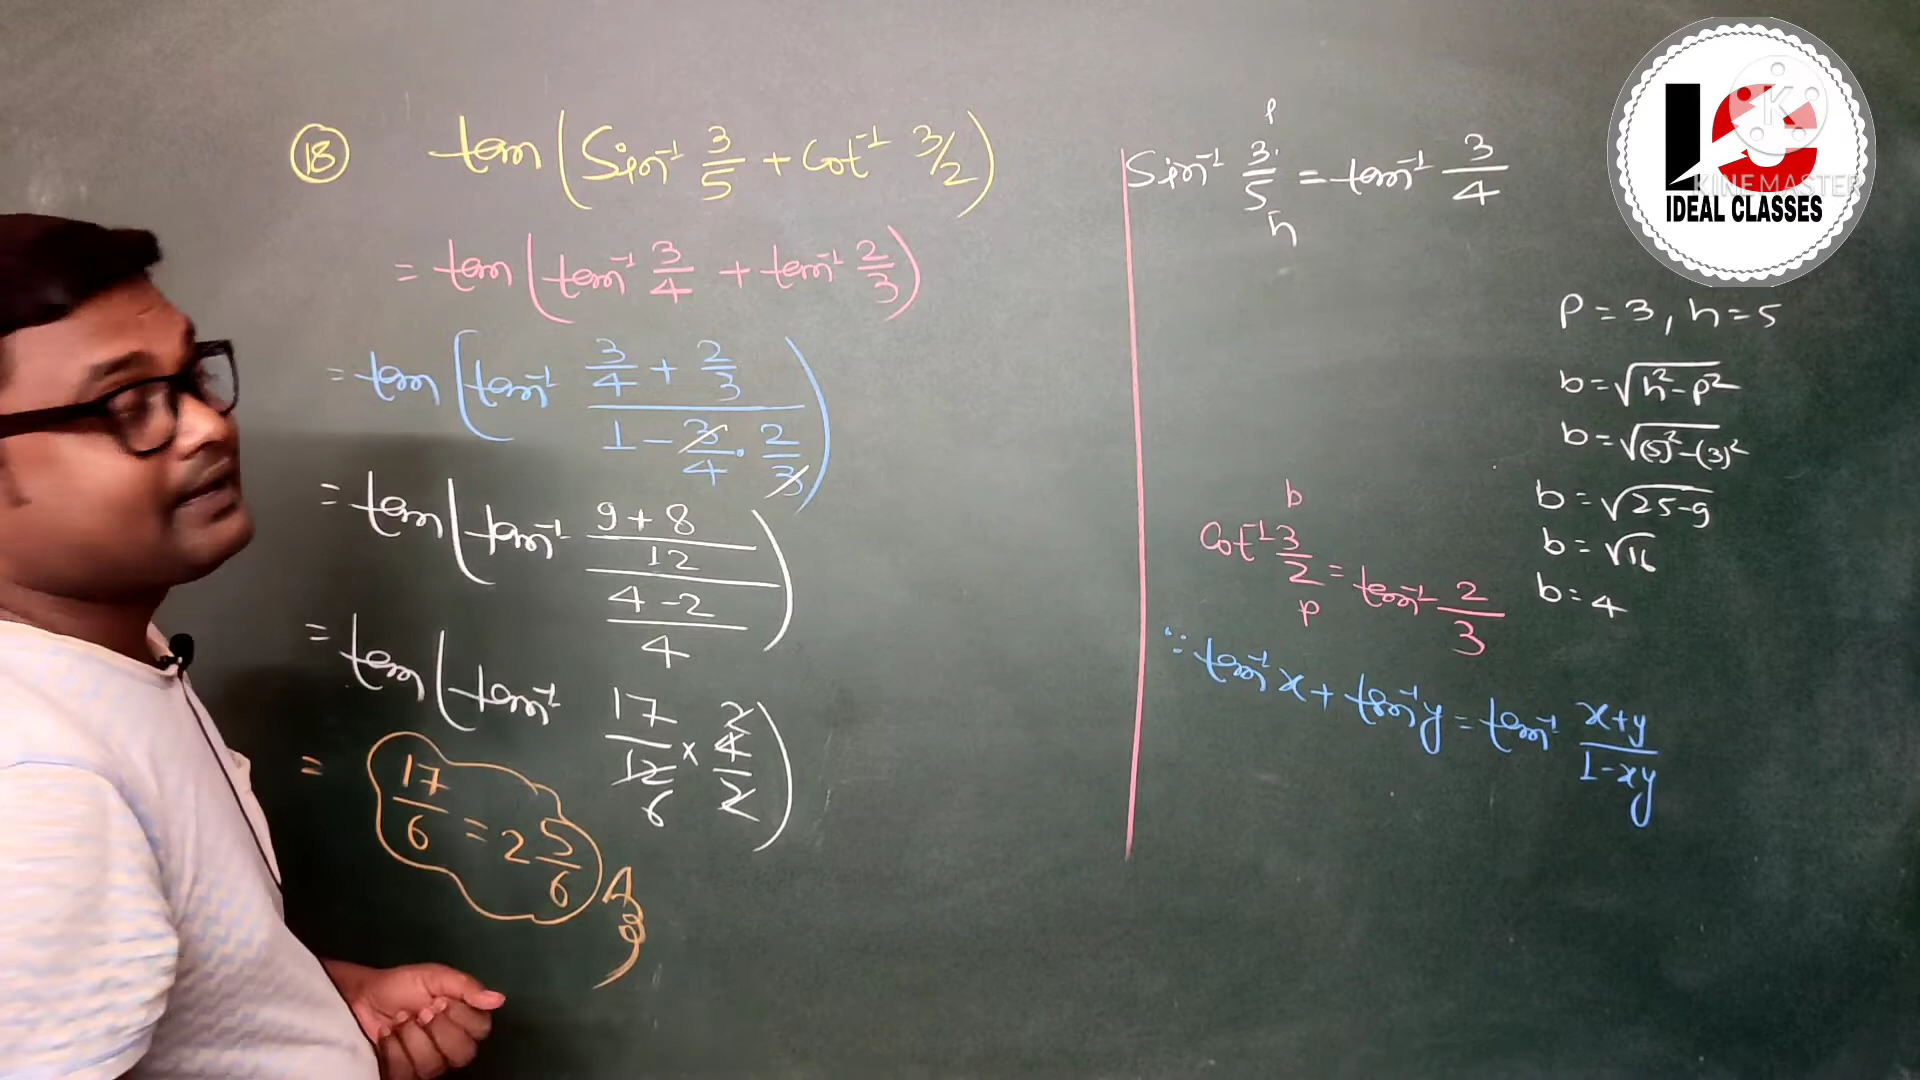 (18) tan(Sin⁻¹ 3/5 + Cot⁻¹ 3/2)
= tan(tan⁻¹ 3/4 + tan⁻¹ 2/3)
= tan(tan⁻¹ (3/4 + 2/3)/(1 - 3/4 · 2/3))
= tan(tan⁻¹ ((9+8)/12)/((4-2)/4))
= tan(tan⁻¹ 17/12 × 4/2)
6 2
= 17/6 = 2 5/6 Ans
p
Sin⁻¹ 3/5 = tan⁻¹ 3/4
h
P = 3, h = 5
b = √h² - p²
b = √(5)² - (3)²
b = √25-9
b = √16
b = 4
b
Cot⁻¹ 3/2 = tan⁻¹ 2/3
p
∵ tan⁻¹x + tan⁻¹y = tan⁻¹ (x+y)/(1-xy)
IC
K
KINEMASTER
IDEAL CLASSES